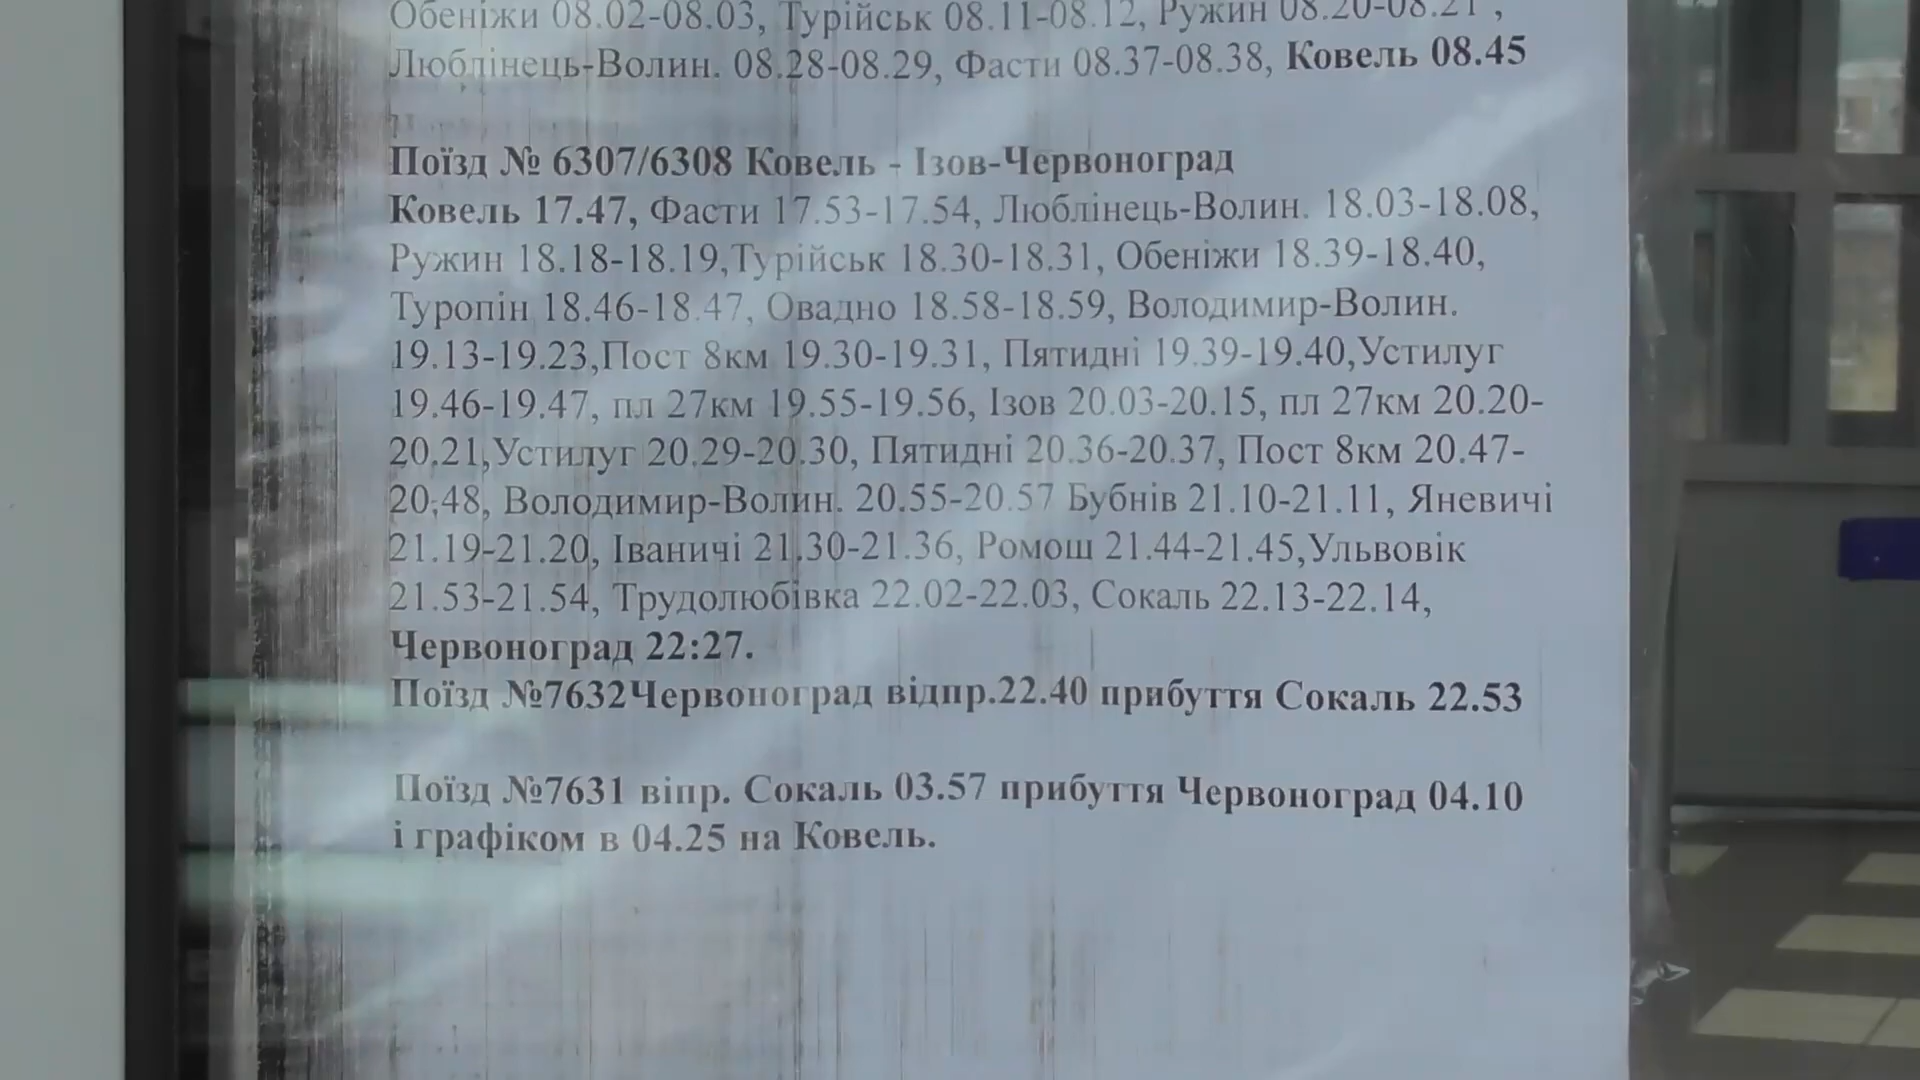 Обеніжи 08.02-08.03, Турійськ 08.11-08.12, Ружин 08.20-08.21 ,
Люблінець-Волин. 08.28-08.29, Фасти 08.37-08.38, Ковель 08.45
Поїзд № 6307/6308 Ковель - Ізов-Червоноград
Ковель 17.47, Фасти 17.53-17.54, Люблінець-Волин. 18.03-18.08,
Ружин 18.18-18.19,Турійськ 18.30-18.31, Обеніжи 18.39-18.40,
Туропін 18.46-18.47, Овадно 18.58-18.59, Володимир-Волин.
19.13-19.23,Пост 8км 19.30-19.31, Пятидні 19.39-19.40,Устилуг
19.46-19.47, пл 27км 19.55-19.56, Ізов 20.03-20.15, пл 27км 20.20-
20.21,Устилуг 20.29-20.30, Пятидні 20.36-20.37, Пост 8км 20.47-
20.48, Володимир-Волин. 20.55-20.57 Бубнів 21.10-21.11, Яневичі
21.19-21.20, Іваничі 21.30-21.36, Ромош 21.44-21.45,Ульвовік
21.53-21.54, Трудолюбівка 22.02-22.03, Сокаль 22.13-22.14,
Червоноград 22:27.
Поїзд №7632Червоноград відпр.22.40 прибуття Сокаль 22.53
Поїзд №7631 віпр. Сокаль 03.57 прибуття Червоноград 04.10
і графіком в 04.25 на Ковель.